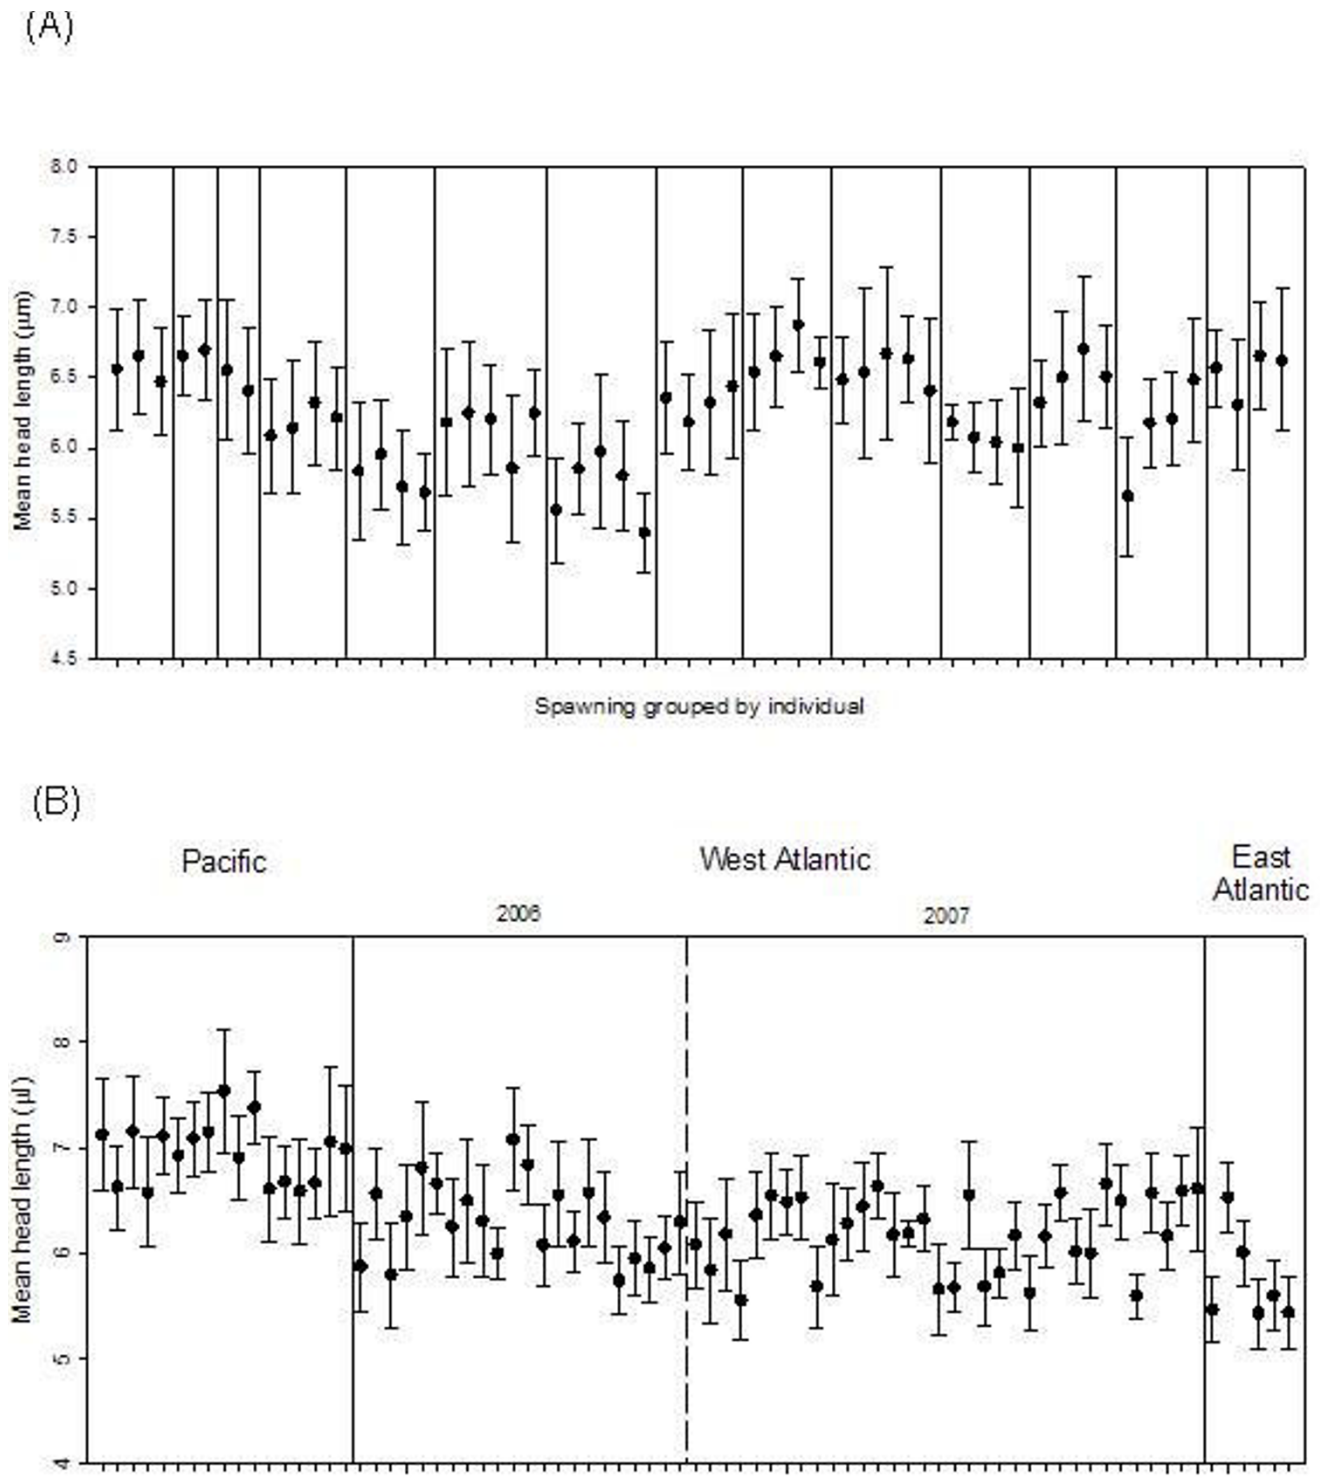 (A)
8.0
7.5
7.0
6.5
6.0
5.5
5.0
4.5
Mean head length (µm)
Spawning grouped by individual
(B)
Pacific
West Atlantic
East
Atlantic
2006
2007
9
8
7
6
5
4
Mean head length (µl)